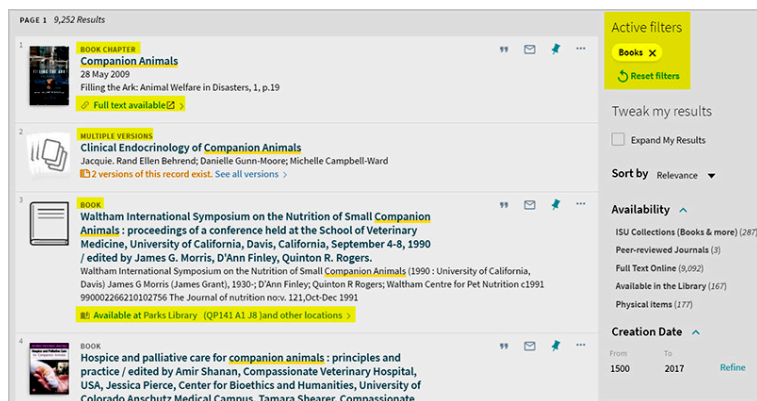 PAGE 1 9,252 Results
1
BOOK CHAPTER
Companion Animals
28 May 2009
Filling the Ark: Animal Welfare in Disasters, 1, p.19
Full text available
2
MULTIPLE VERSIONS
Clinical Endocrinology of Companion Animals
Jacquie. Rand Ellen Behrend; Danielle Gunn-Moore; Michelle Campbell-Ward
2 versions of this record exist. See all versions
3
BOOK
Waltham International Symposium on the Nutrition of Small Companion
Animals : proceedings of a conference held at the School of Veterinary
Medicine, University of California, Davis, California, September 4-8, 1990
/ edited by James G. Morris, D'Ann Finley, Quinton R. Rogers.
Waltham International Symposium on the Nutrition of Small Companion Animals (1990 : University of California,
Davis) James G Morris (James Grant), 1930-; D'Ann Finley; Quinton R Rogers; Waltham Centre for Pet Nutrition c1991
990002266210102756 The Journal of nutrition no:v. 121,Oct-Dec 1991
Available at Parks Library (QP141 A1 J8 )and other locations
4
BOOK
Hospice and palliative care for companion animals : principles and
practice / edited by Amir Shanan, Compassionate Veterinary Hospital,
USA, Jessica Pierce, Center for Bioethics and Humanities, University of
Colorado Anschutz Medical Campus, Tamara Shearer, Compassionate
Active filters
Books
Reset filters
Tweak my results
Expand My Results
Sort by Relevance
Availability
ISU Collections (Books & more) (287)
Peer-reviewed Journals (3)
Full Text Online (9,092)
Available in the Library (167)
Physical items (177)
Creation Date
From To
1500 2017 Refine